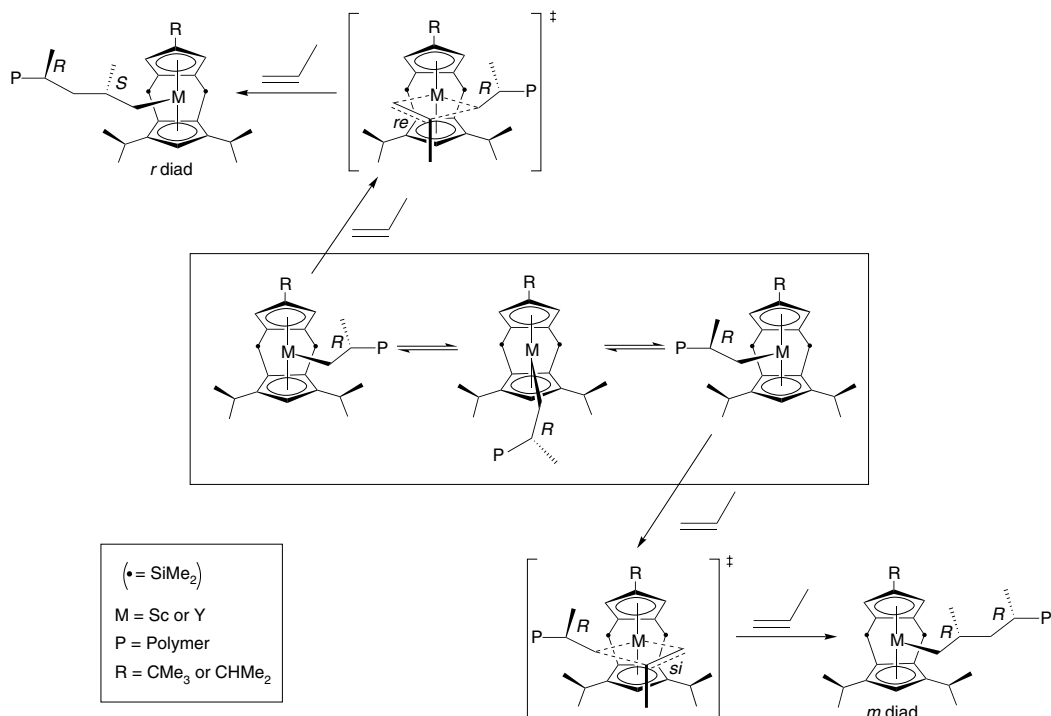 R
R
‡
R
S
P
M
R
P
M
re
r diad
R
R
R
M
R
P
M
P
R
M
R
P
(• = SiMe2)
M = Sc or Y
P = Polymer
R = CMe3 or CHMe2
R
‡
R
P
R
M
si
M
R
R
P
m diad